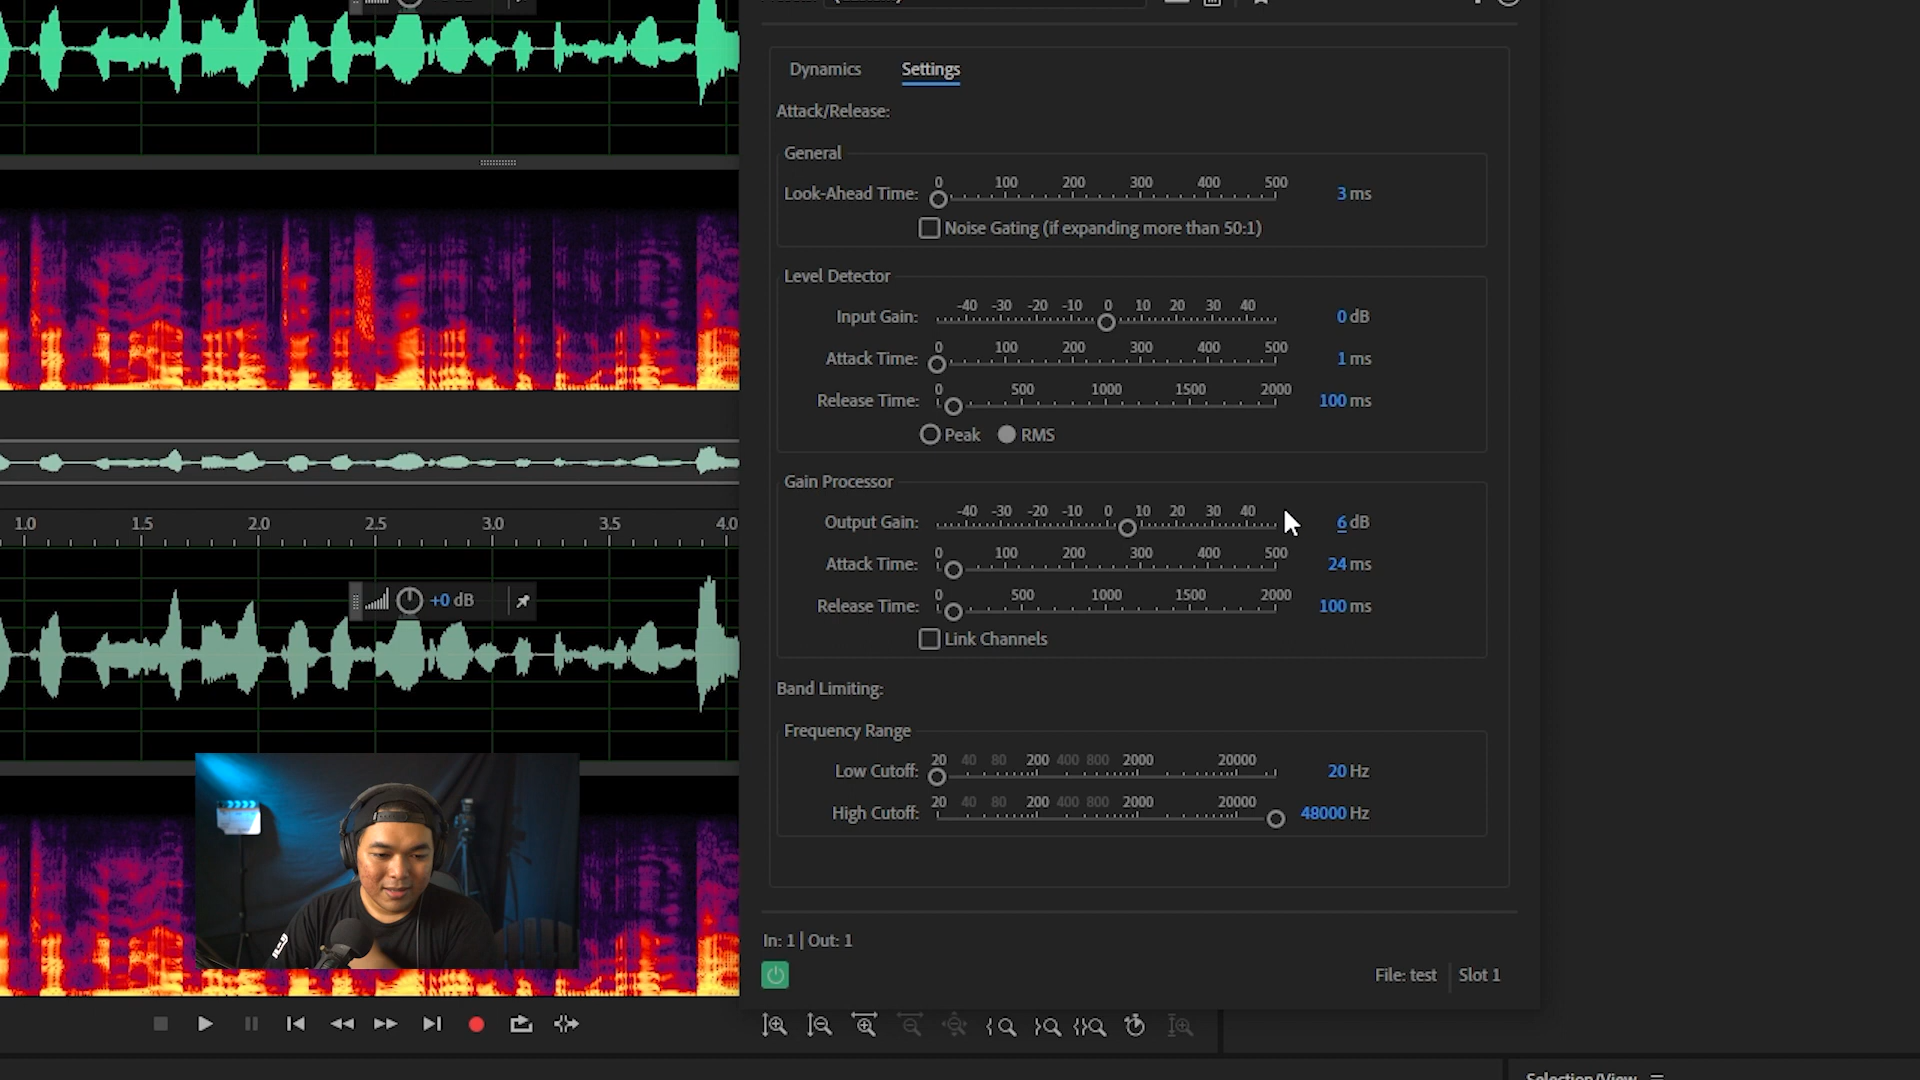 Dynamics Settings
Attack/Release:
General
0 100 200 300 400 500
Look-Ahead Time: 3 ms
Noise Gating (if expanding more than 50:1)
Level Detector
-40 -30 -20 -10 0 10 20 30 40
Input Gain: 0 dB
0 100 200 300 400 500
Attack Time: 1 ms
0 500 1000 1500 2000
Release Time: 100 ms
Peak RMS
Gain Processor
-40 -30 -20 -10 0 10 20 30 40
Output Gain: 6 dB
0 100 200 300 400 500
Attack Time: 24 ms
0 500 1000 1500 2000
Release Time: 100 ms
Link Channels
Band Limiting:
Frequency Range
20 40 80 200 400 800 2000 20000
Low Cutoff: 20 Hz
20 40 80 200 400 800 2000 20000
High Cutoff: 48000 Hz
In: 1 | Out: 1
File: test | Slot 1
1.0 1.5 2.0 2.5 3.0 3.5 4.0
+0 dB
Selection/View